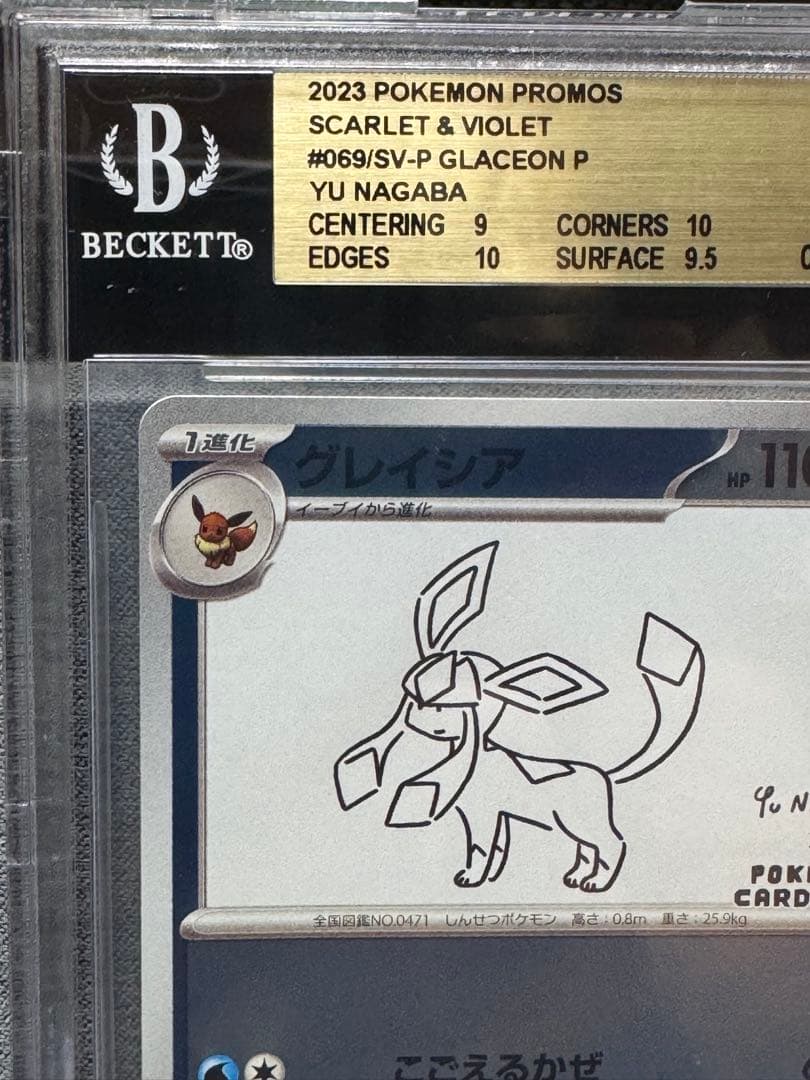 2023 POKEMON PROMOS
SCARLET & VIOLET
#069/SV-P GLACEON P
YU NAGABA
CENTERING 9 CORNERS 10
EDGES 10 SURFACE 9.5
B
BECKETT®
1進化
グレイシア
HP 110
イーブイから進化
Yu N
POK
CARD
全国図鑑NO.0471 しんせつポケモン 高さ:0.8m 重さ:25.9kg
こごえるかぜ